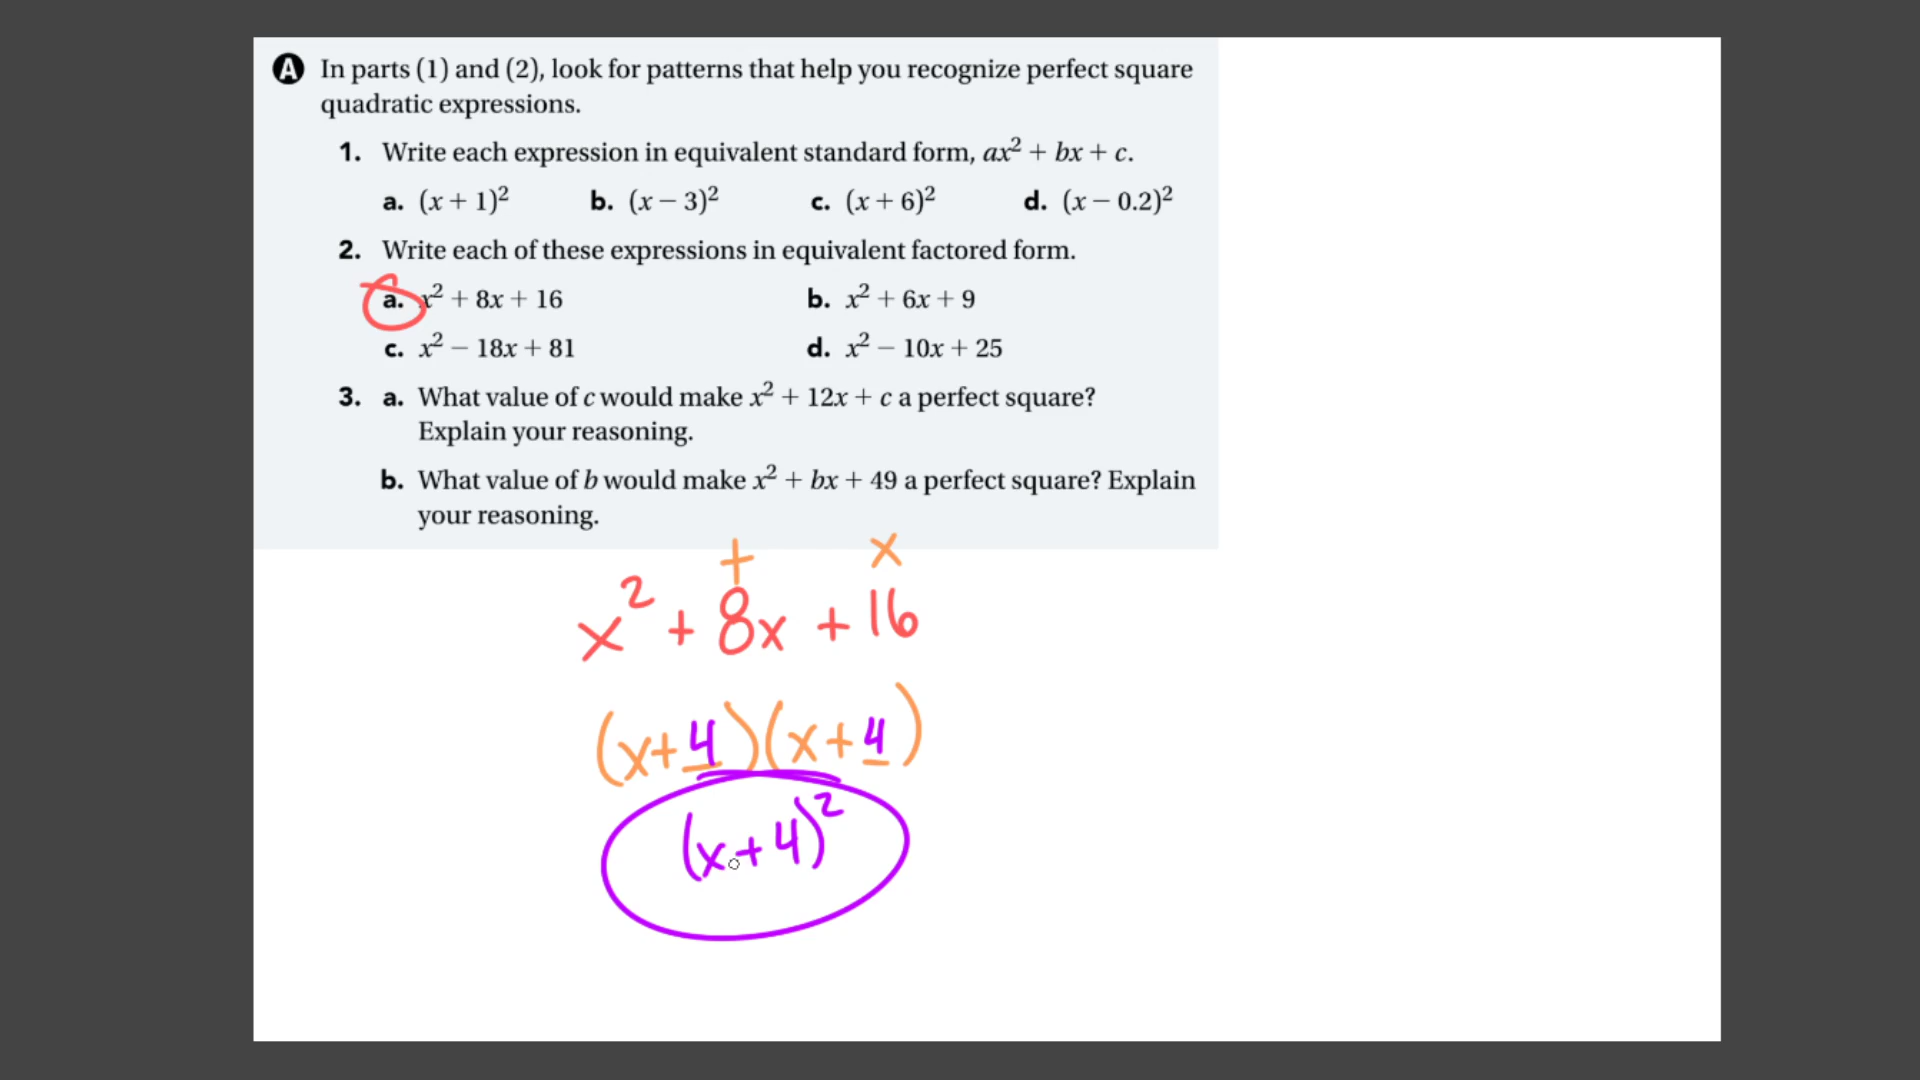 A In parts (1) and (2), look for patterns that help you recognize perfect square
quadratic expressions.
1. Write each expression in equivalent standard form, ax² + bx + c.
a. (x + 1)² b. (x − 3)² c. (x + 6)² d. (x − 0.2)²
2. Write each of these expressions in equivalent factored form.
a. x² + 8x + 16 b. x² + 6x + 9
c. x² − 18x + 81 d. x² − 10x + 25
3. a. What value of c would make x² + 12x + c a perfect square?
Explain your reasoning.
b. What value of b would make x² + bx + 49 a perfect square? Explain
your reasoning.
+ x
x² + 8x + 16
(x+4)(x+4)
(x+4)²